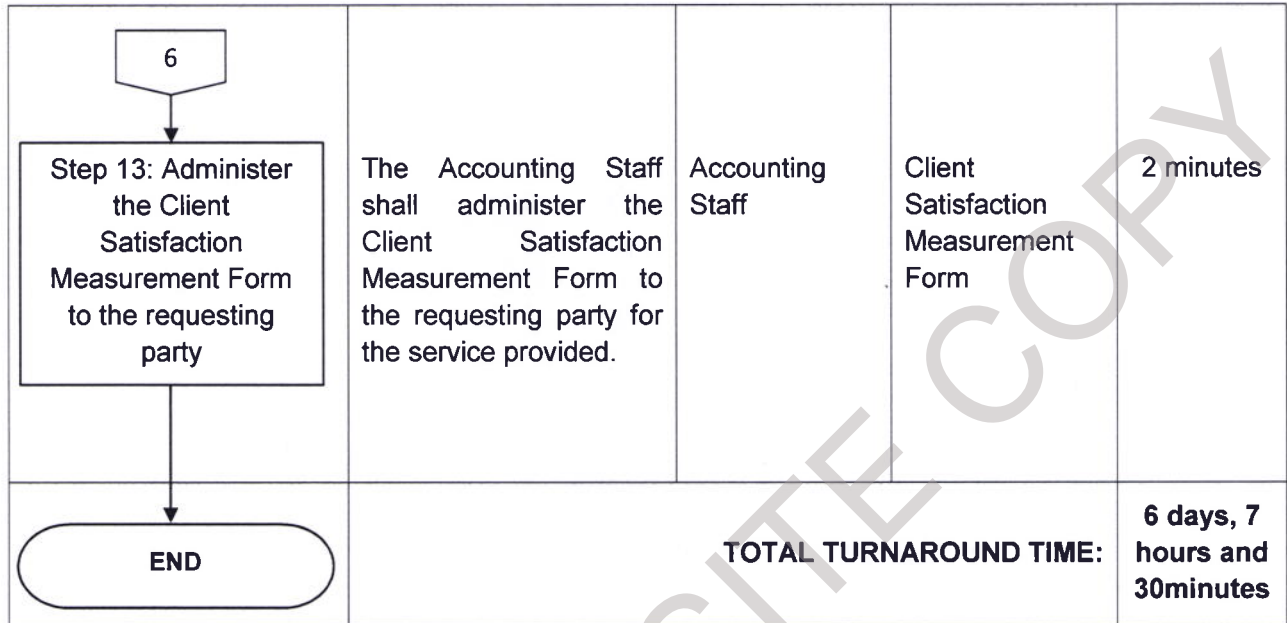 6
Step 13: Administer
the Client
Satisfaction
Measurement Form
to the requesting
party
The Accounting Staff
shall administer the
Client Satisfaction
Measurement Form to
the requesting party for
the service provided.
Accounting
Staff
Client
Satisfaction
Measurement
Form
2 minutes
END
TOTAL TURNAROUND TIME:
6 days, 7
hours and
30minutes
SITE COPY